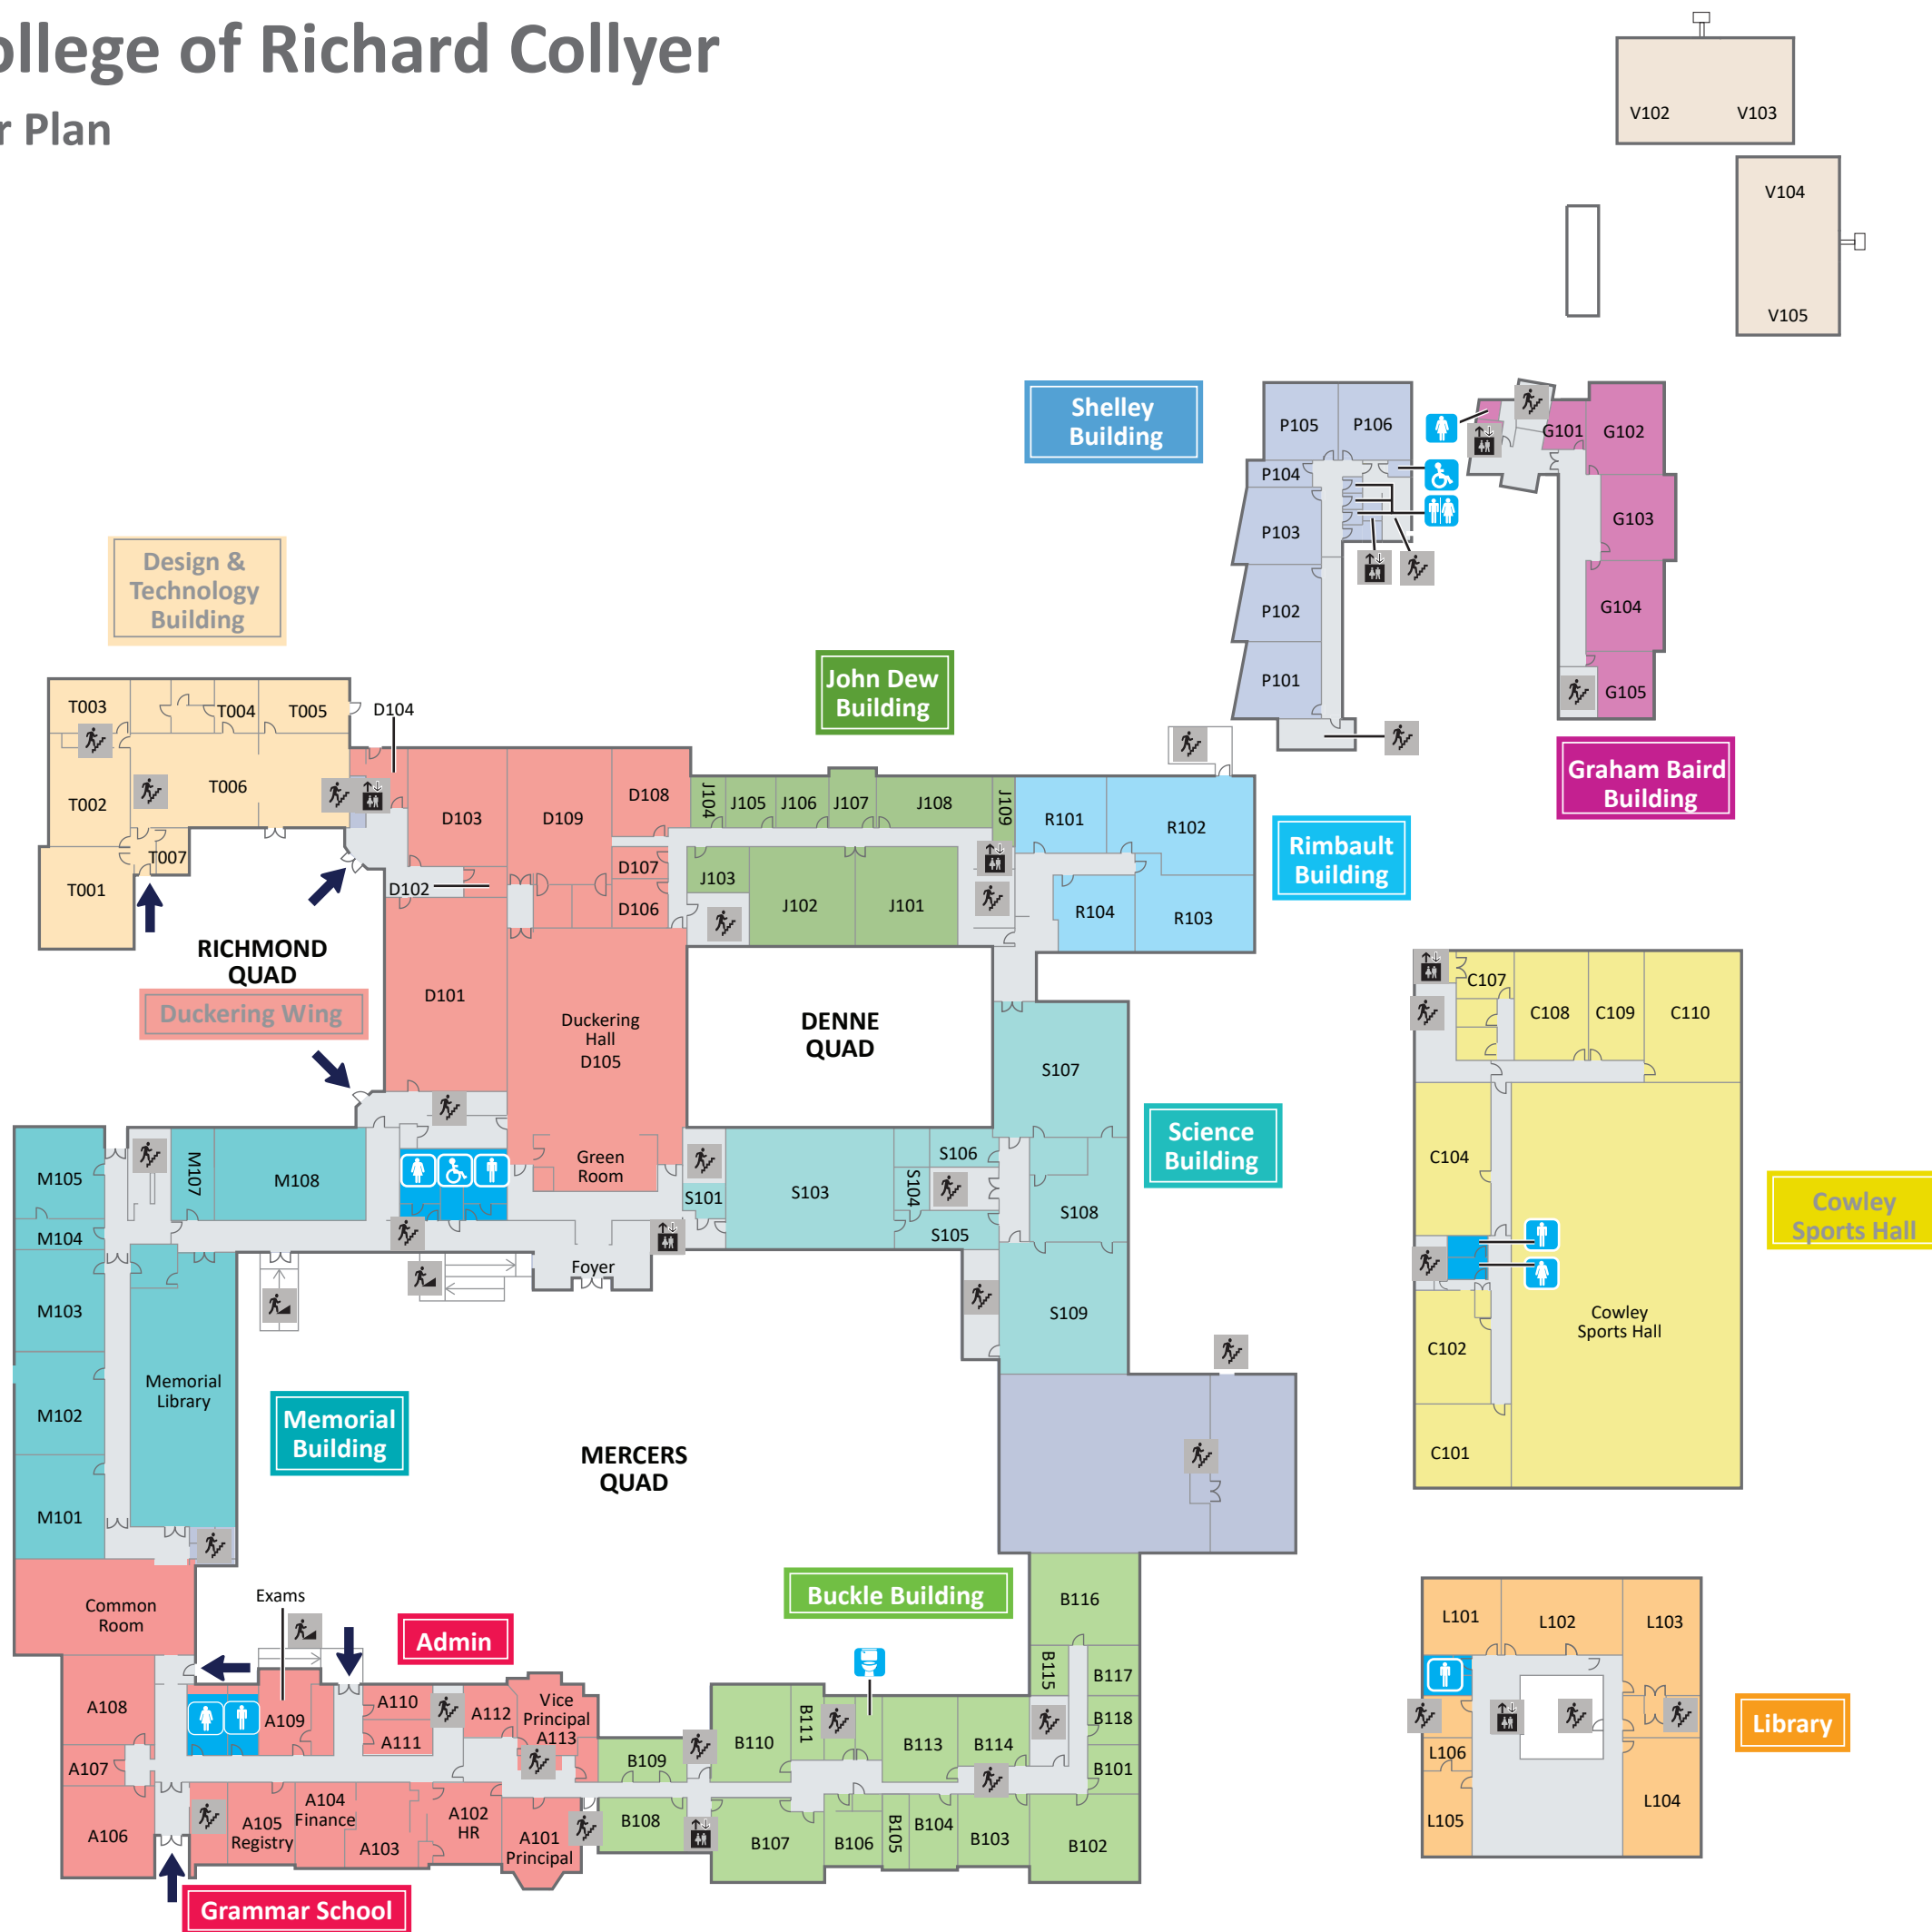 ollege of Richard Collyer
r Plan
V102
V103
V104
V105
Shelley
Building
P105
P106
P104
P103
P102
P101
G101
G102
G103
G104
G105
Graham Baird
Building
Design &
Technology
Building
T003
T004
T005
T002
T006
T007
T001
D104
John Dew
Building
D103
D109
D108
D107
D106
D102
D101
J104
J105
J106
J107
J108
J109
J103
J102
J101
R101
R102
R104
R103
Rimbault
Building
RICHMOND
QUAD
Duckering Wing
Duckering
Hall
D105
Green
Room
DENNE
QUAD
S107
S106
S104
S105
S101
S103
S108
S109
Science
Building
C107
C108
C109
C110
C104
C102
C101
Cowley
Sports Hall
Cowley
Sports Hall
M105
M107
M108
M104
M103
M102
M101
Memorial
Library
Memorial
Building
Foyer
MERCERS
QUAD
Common
Room
Exams
Admin
Buckle Building
A108
A107
A106
A109
A110
A111
A112
Vice
Principal
A113
A105
Registry
A104
Finance
A103
A102
HR
A101
Principal
Grammar School
B109
B108
B110
B111
B107
B106
B105
B104
B103
B102
B113
B114
B116
B115
B117
B118
B101
L101
L102
L103
L106
L105
L104
Library